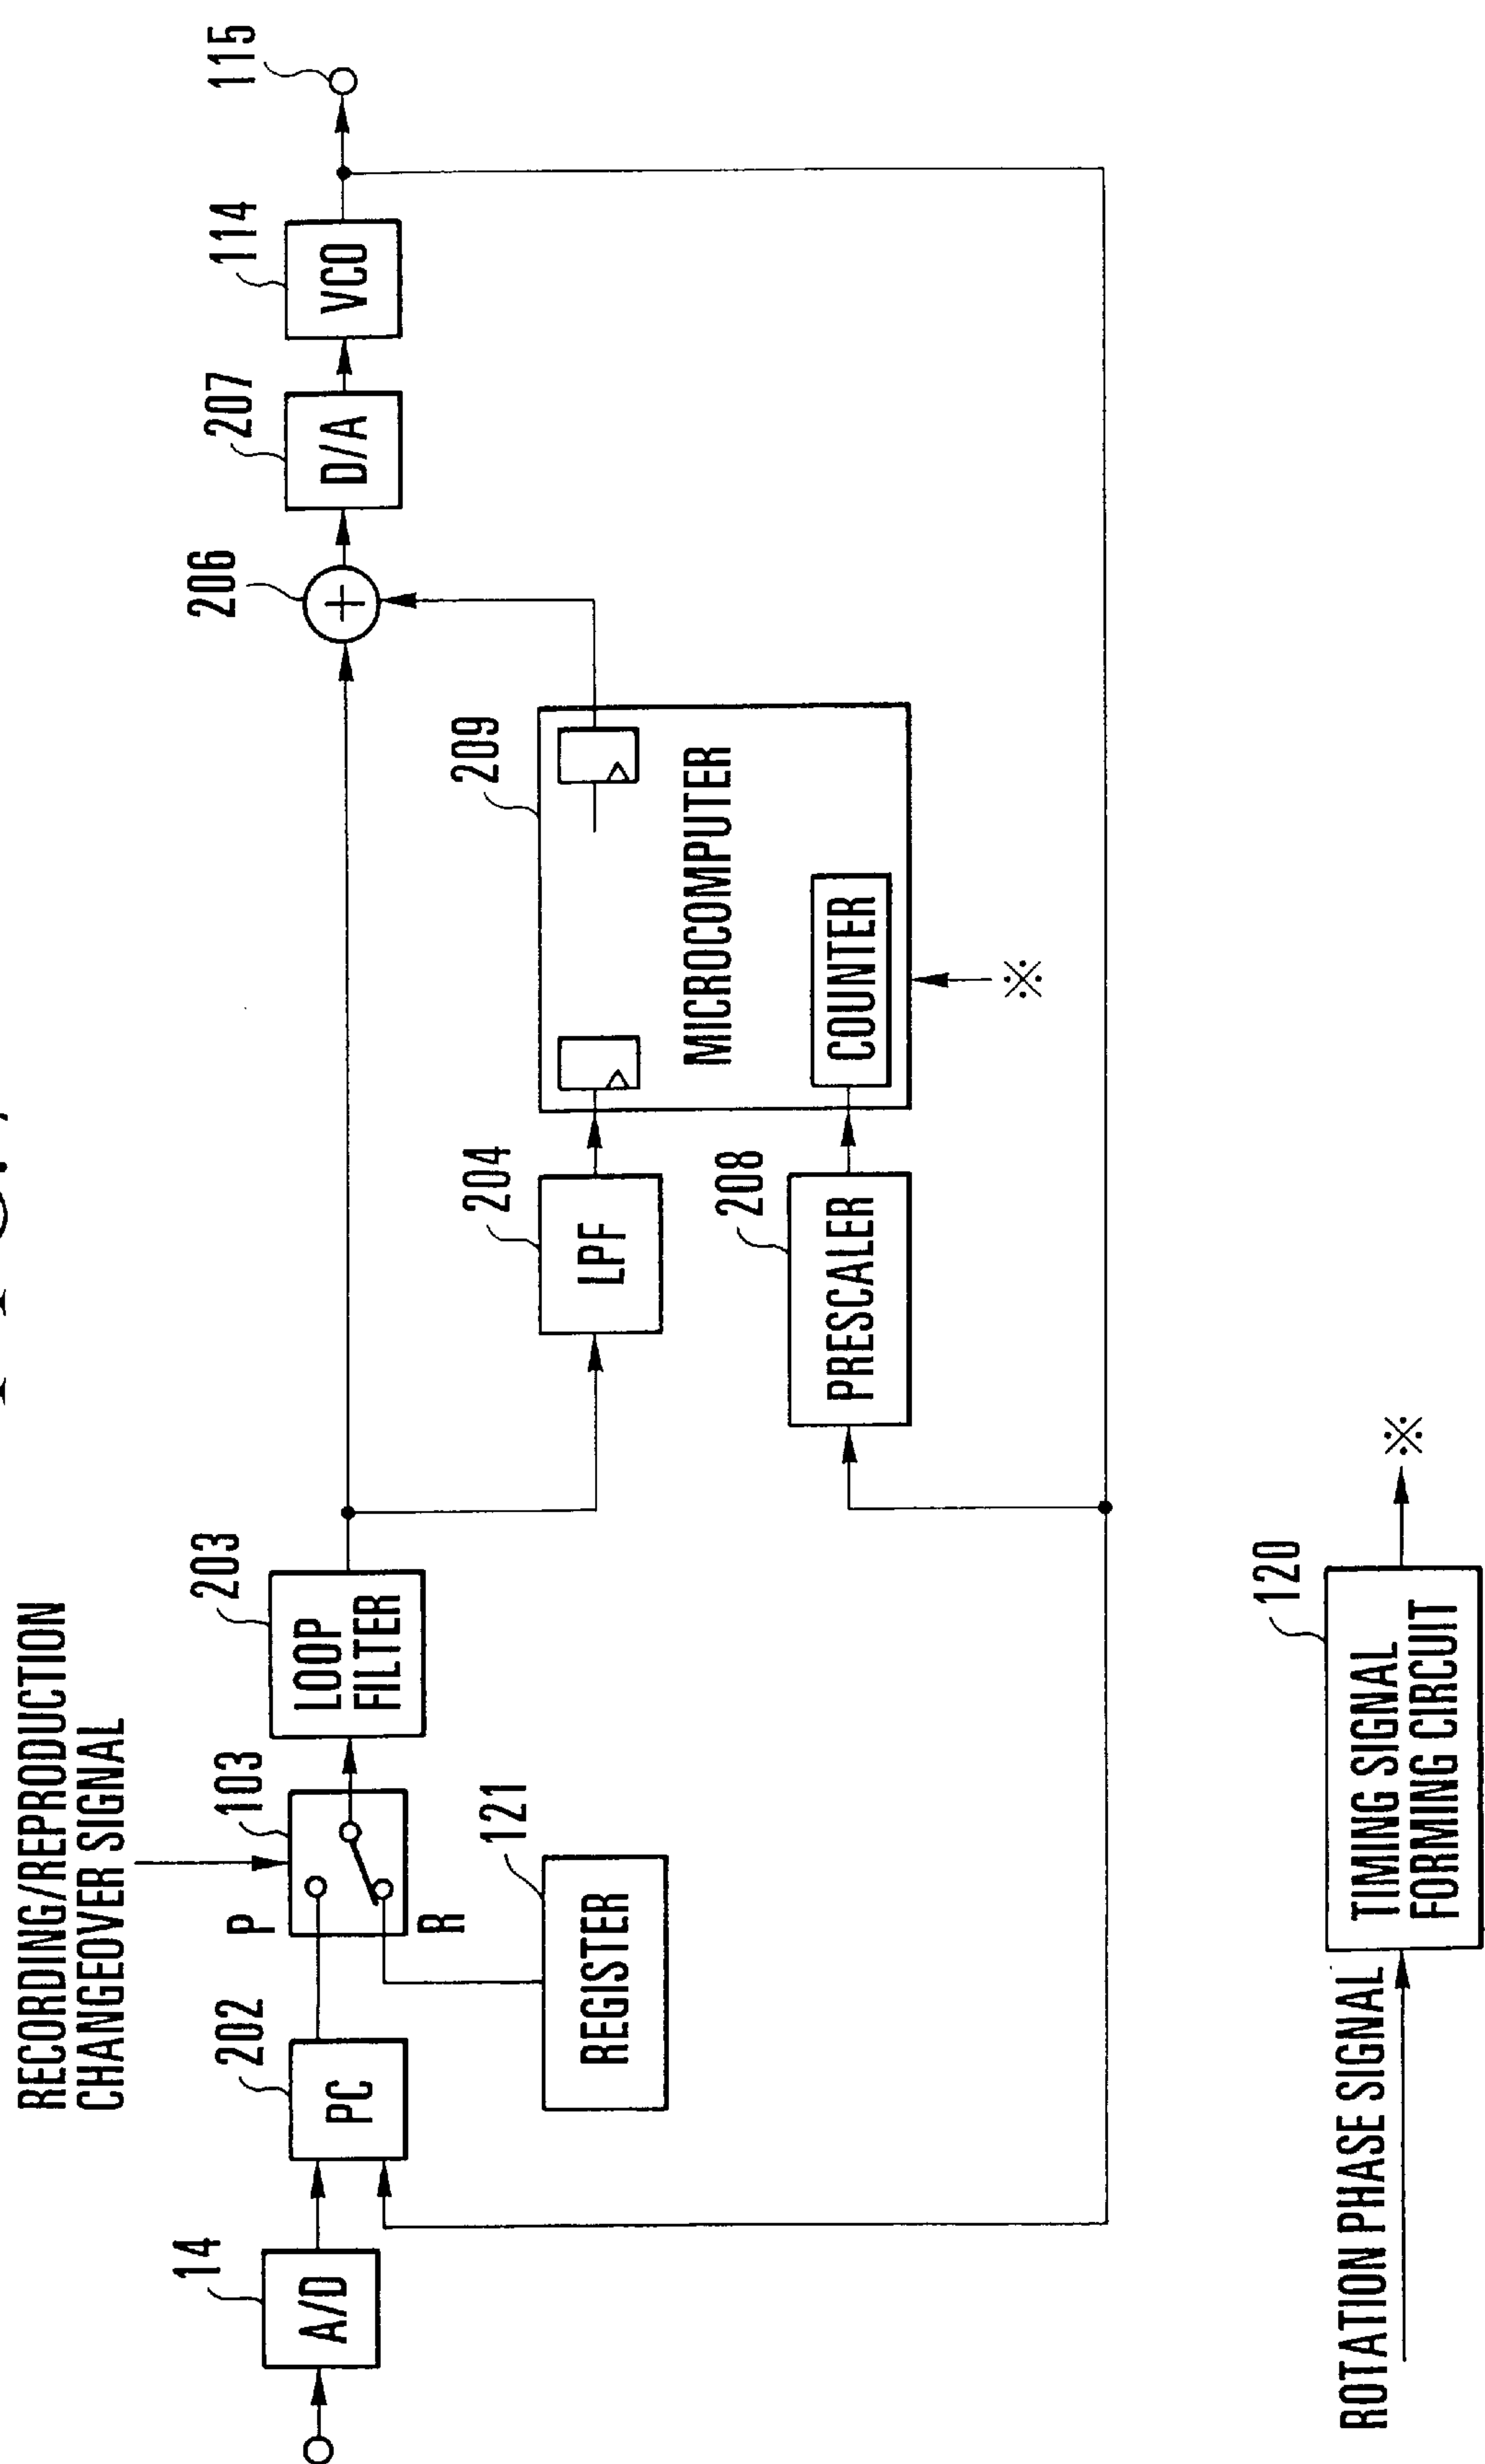 RECORDING/REPRODUCTION
CHANGEOVER SIGNAL
14
A/D
202
PC
P
103
R
121
REGISTER
203
LOOP
FILTER
204
LPF
208
PRESCALER
209
MICROCOMPUTER
COUNTER
※
206
+
207
D/A
114
VCO
115
ROTATION PHASE SIGNAL
120
TIMING SIGNAL
FORMING CIRCUIT
※